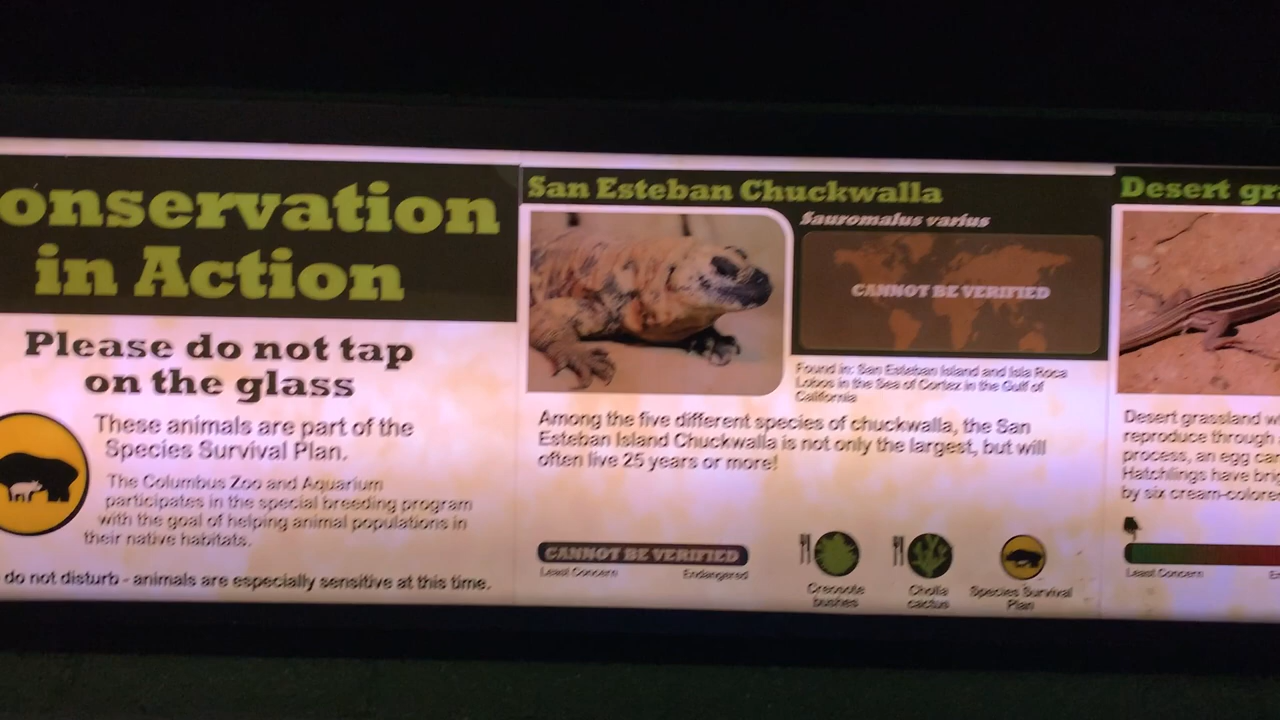 onservation
in Action
Please do not tap
on the glass
These animals are part of the
Species Survival Plan.
The Columbus Zoo and Aquarium
participates in the special breeding program
with the goal of helping animal populations in
their native habitats.
do not disturb - animals are especially sensitive at this time.
San Esteban Chuckwalla
Sauromalus varius
CANNOT BE VERIFIED
Found in: San Esteban Island and Isla Roca
Lobos in the Sea of Cortez in the Gulf of
California
Among the five different species of chuckwalla, the San
Esteban Island Chuckwalla is not only the largest, but will
often live 25 years or more!
CANNOT BE VERIFIED
Least Concern Endangered
Creosote
bushes
Cholla
cactus
Species Survival
Plan
Desert gr
Desert grassland w
reproduce through
process, an egg can
Hatchlings have brig
by six cream-colore
Least Concern